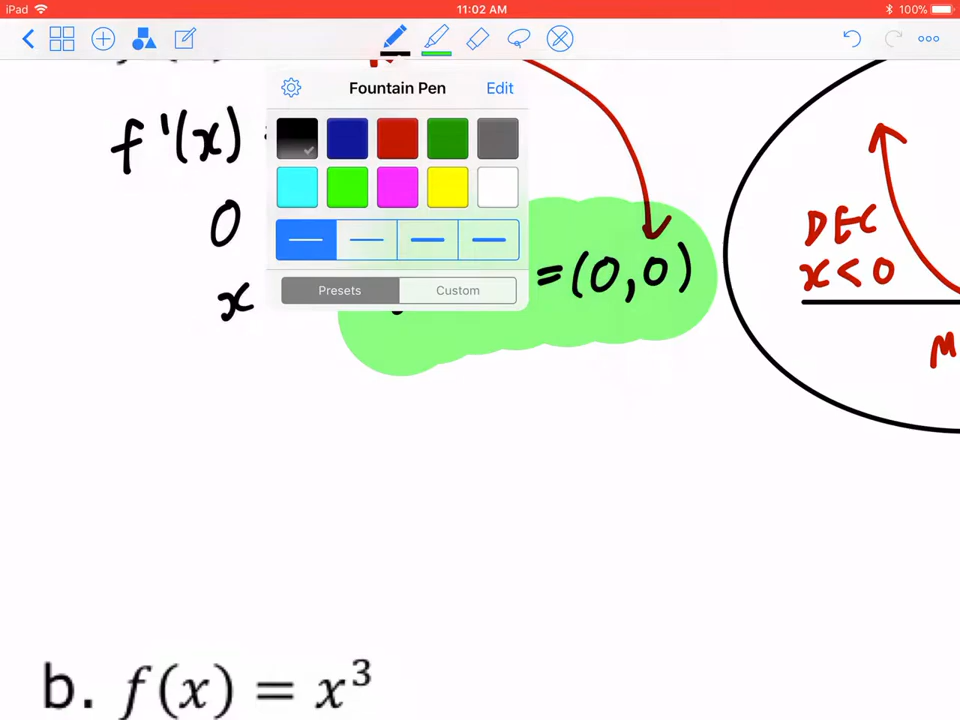 iPad 11:02 AM 100%
Fountain Pen Edit
f'(x)
0
x = (0,0)
Presets Custom
DEC
x < 0
M
b. f(x) = x³